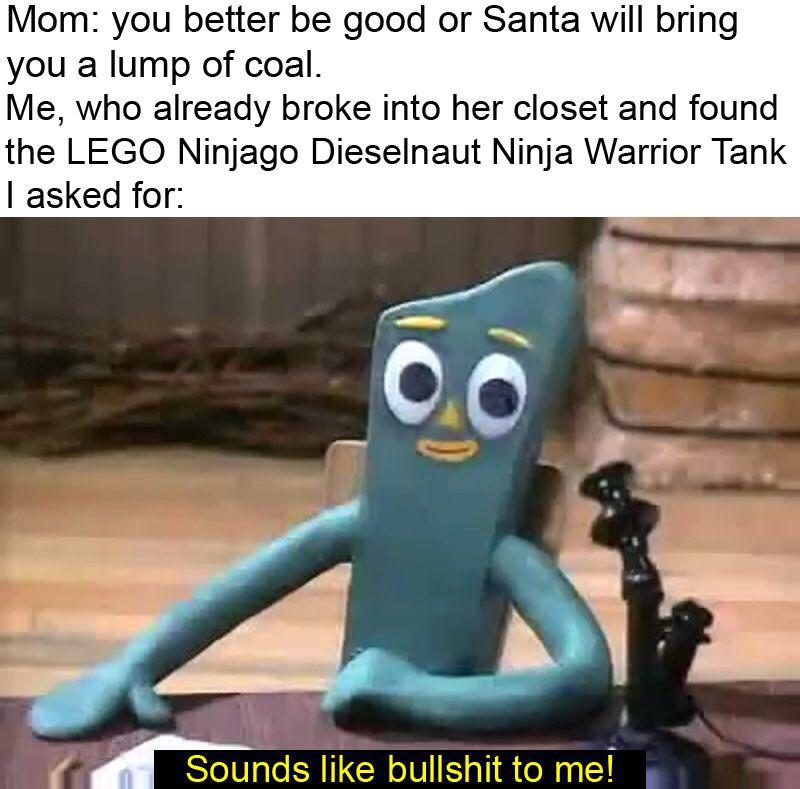 Mom: you better be good or Santa will bring
you a lump of coal.
Me, who already broke into her closet and found
the LEGO Ninjago Dieselnaut Ninja Warrior Tank
I asked for:
Sounds like bullshit to me!